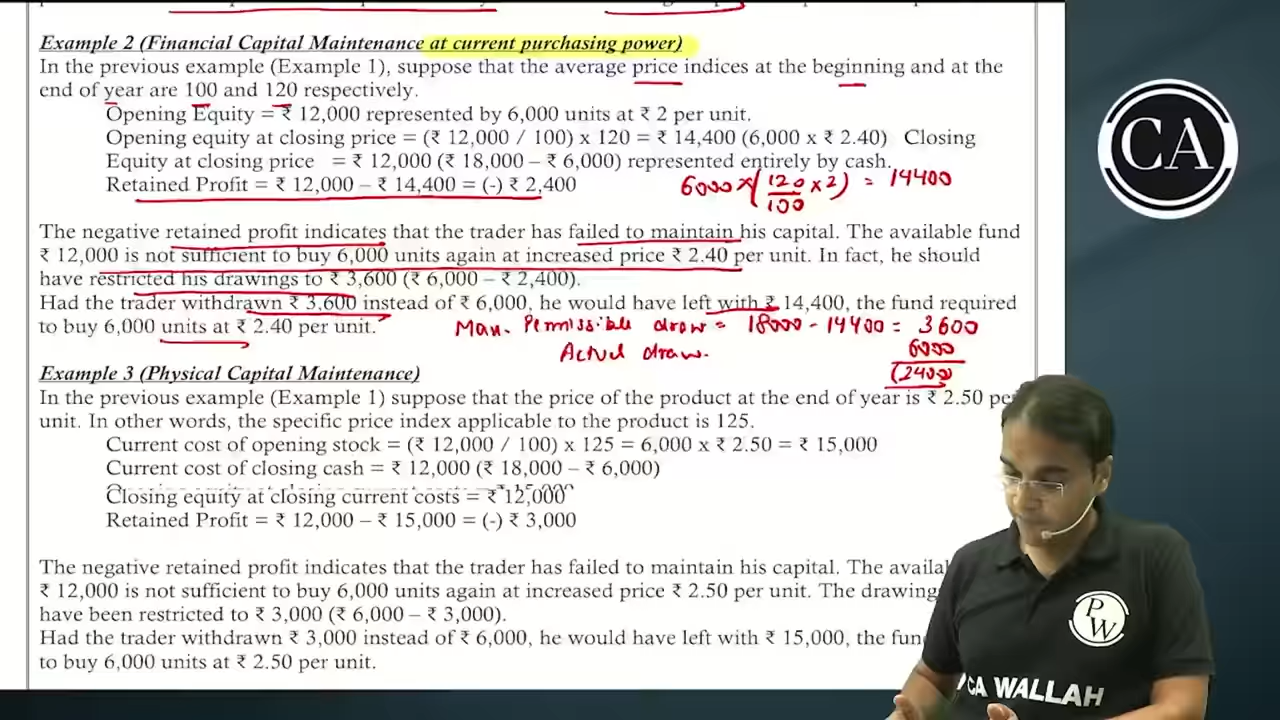 Example 2 (Financial Capital Maintenance at current purchasing power)
In the previous example (Example 1), suppose that the average price indices at the beginning and at the
end of year are 100 and 120 respectively.
Opening Equity = ₹ 12,000 represented by 6,000 units at ₹ 2 per unit.
Opening equity at closing price = (₹ 12,000 / 100) x 120 = ₹ 14,400 (6,000 x ₹ 2.40) Closing
Equity at closing price = ₹ 12,000 (₹ 18,000 – ₹ 6,000) represented entirely by cash.
Retained Profit = ₹ 12,000 – ₹ 14,400 = (-) ₹ 2,400
6000 x (120/100 x 2) = 14400
The negative retained profit indicates that the trader has failed to maintain his capital. The available fund
₹ 12,000 is not sufficient to buy 6,000 units again at increased price ₹ 2.40 per unit. In fact, he should
have restricted his drawings to ₹ 3,600 (₹ 6,000 – ₹ 2,400).
Had the trader withdrawn ₹ 3,600 instead of ₹ 6,000, he would have left with ₹ 14,400, the fund required
to buy 6,000 units at ₹ 2.40 per unit.
Max. Permissible draw = 18000 - 14400 = 3600
Actual draw. 6000
(2400)
Example 3 (Physical Capital Maintenance)
In the previous example (Example 1) suppose that the price of the product at the end of year is ₹ 2.50 per
unit. In other words, the specific price index applicable to the product is 125.
Current cost of opening stock = (₹ 12,000 / 100) x 125 = 6,000 x ₹ 2.50 = ₹ 15,000
Current cost of closing cash = ₹ 12,000 (₹ 18,000 – ₹ 6,000)
Closing equity at closing current costs = ₹ 12,000
Retained Profit = ₹ 12,000 – ₹ 15,000 = (-) ₹ 3,000
The negative retained profit indicates that the trader has failed to maintain his capital. The
₹ 12,000 is not sufficient to buy 6,000 units again at increased price ₹ 2.50 per unit. The
have been restricted to ₹ 3,000 (₹ 6,000 – ₹ 3,000).
Had the trader withdrawn ₹ 3,000 instead of ₹ 6,000, he would have left with ₹ 15,000, the
to buy 6,000 units at ₹ 2.50 per unit.
CA
P
W
CA WALLAH